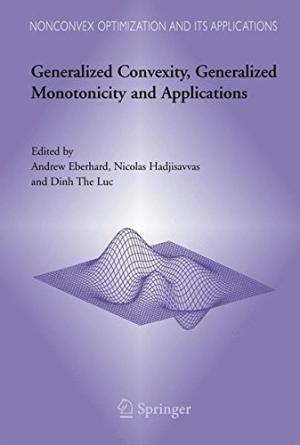 NONCONVEX OPTIMIZATION AND ITS APPLICATIONS
Generalized Convexity, Generalized
Monotonicity and Applications
Edited by
Andrew Eberhard, Nicolas Hadjisavvas
and Dinh The Luc
Springer